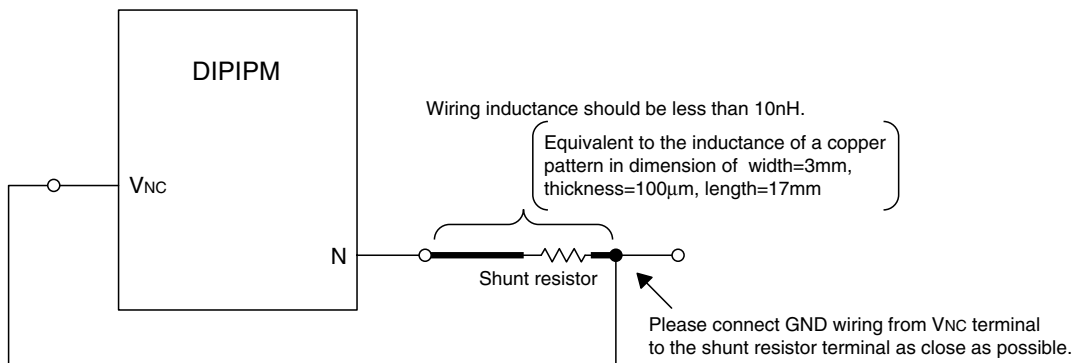 DIPIPM
Wiring inductance should be less than 10nH.
Equivalent to the inductance of a copper
pattern in dimension of width=3mm,
thickness=100μm, length=17mm
VNC
N
Shunt resistor
Please connect GND wiring from VNC terminal
to the shunt resistor terminal as close as possible.